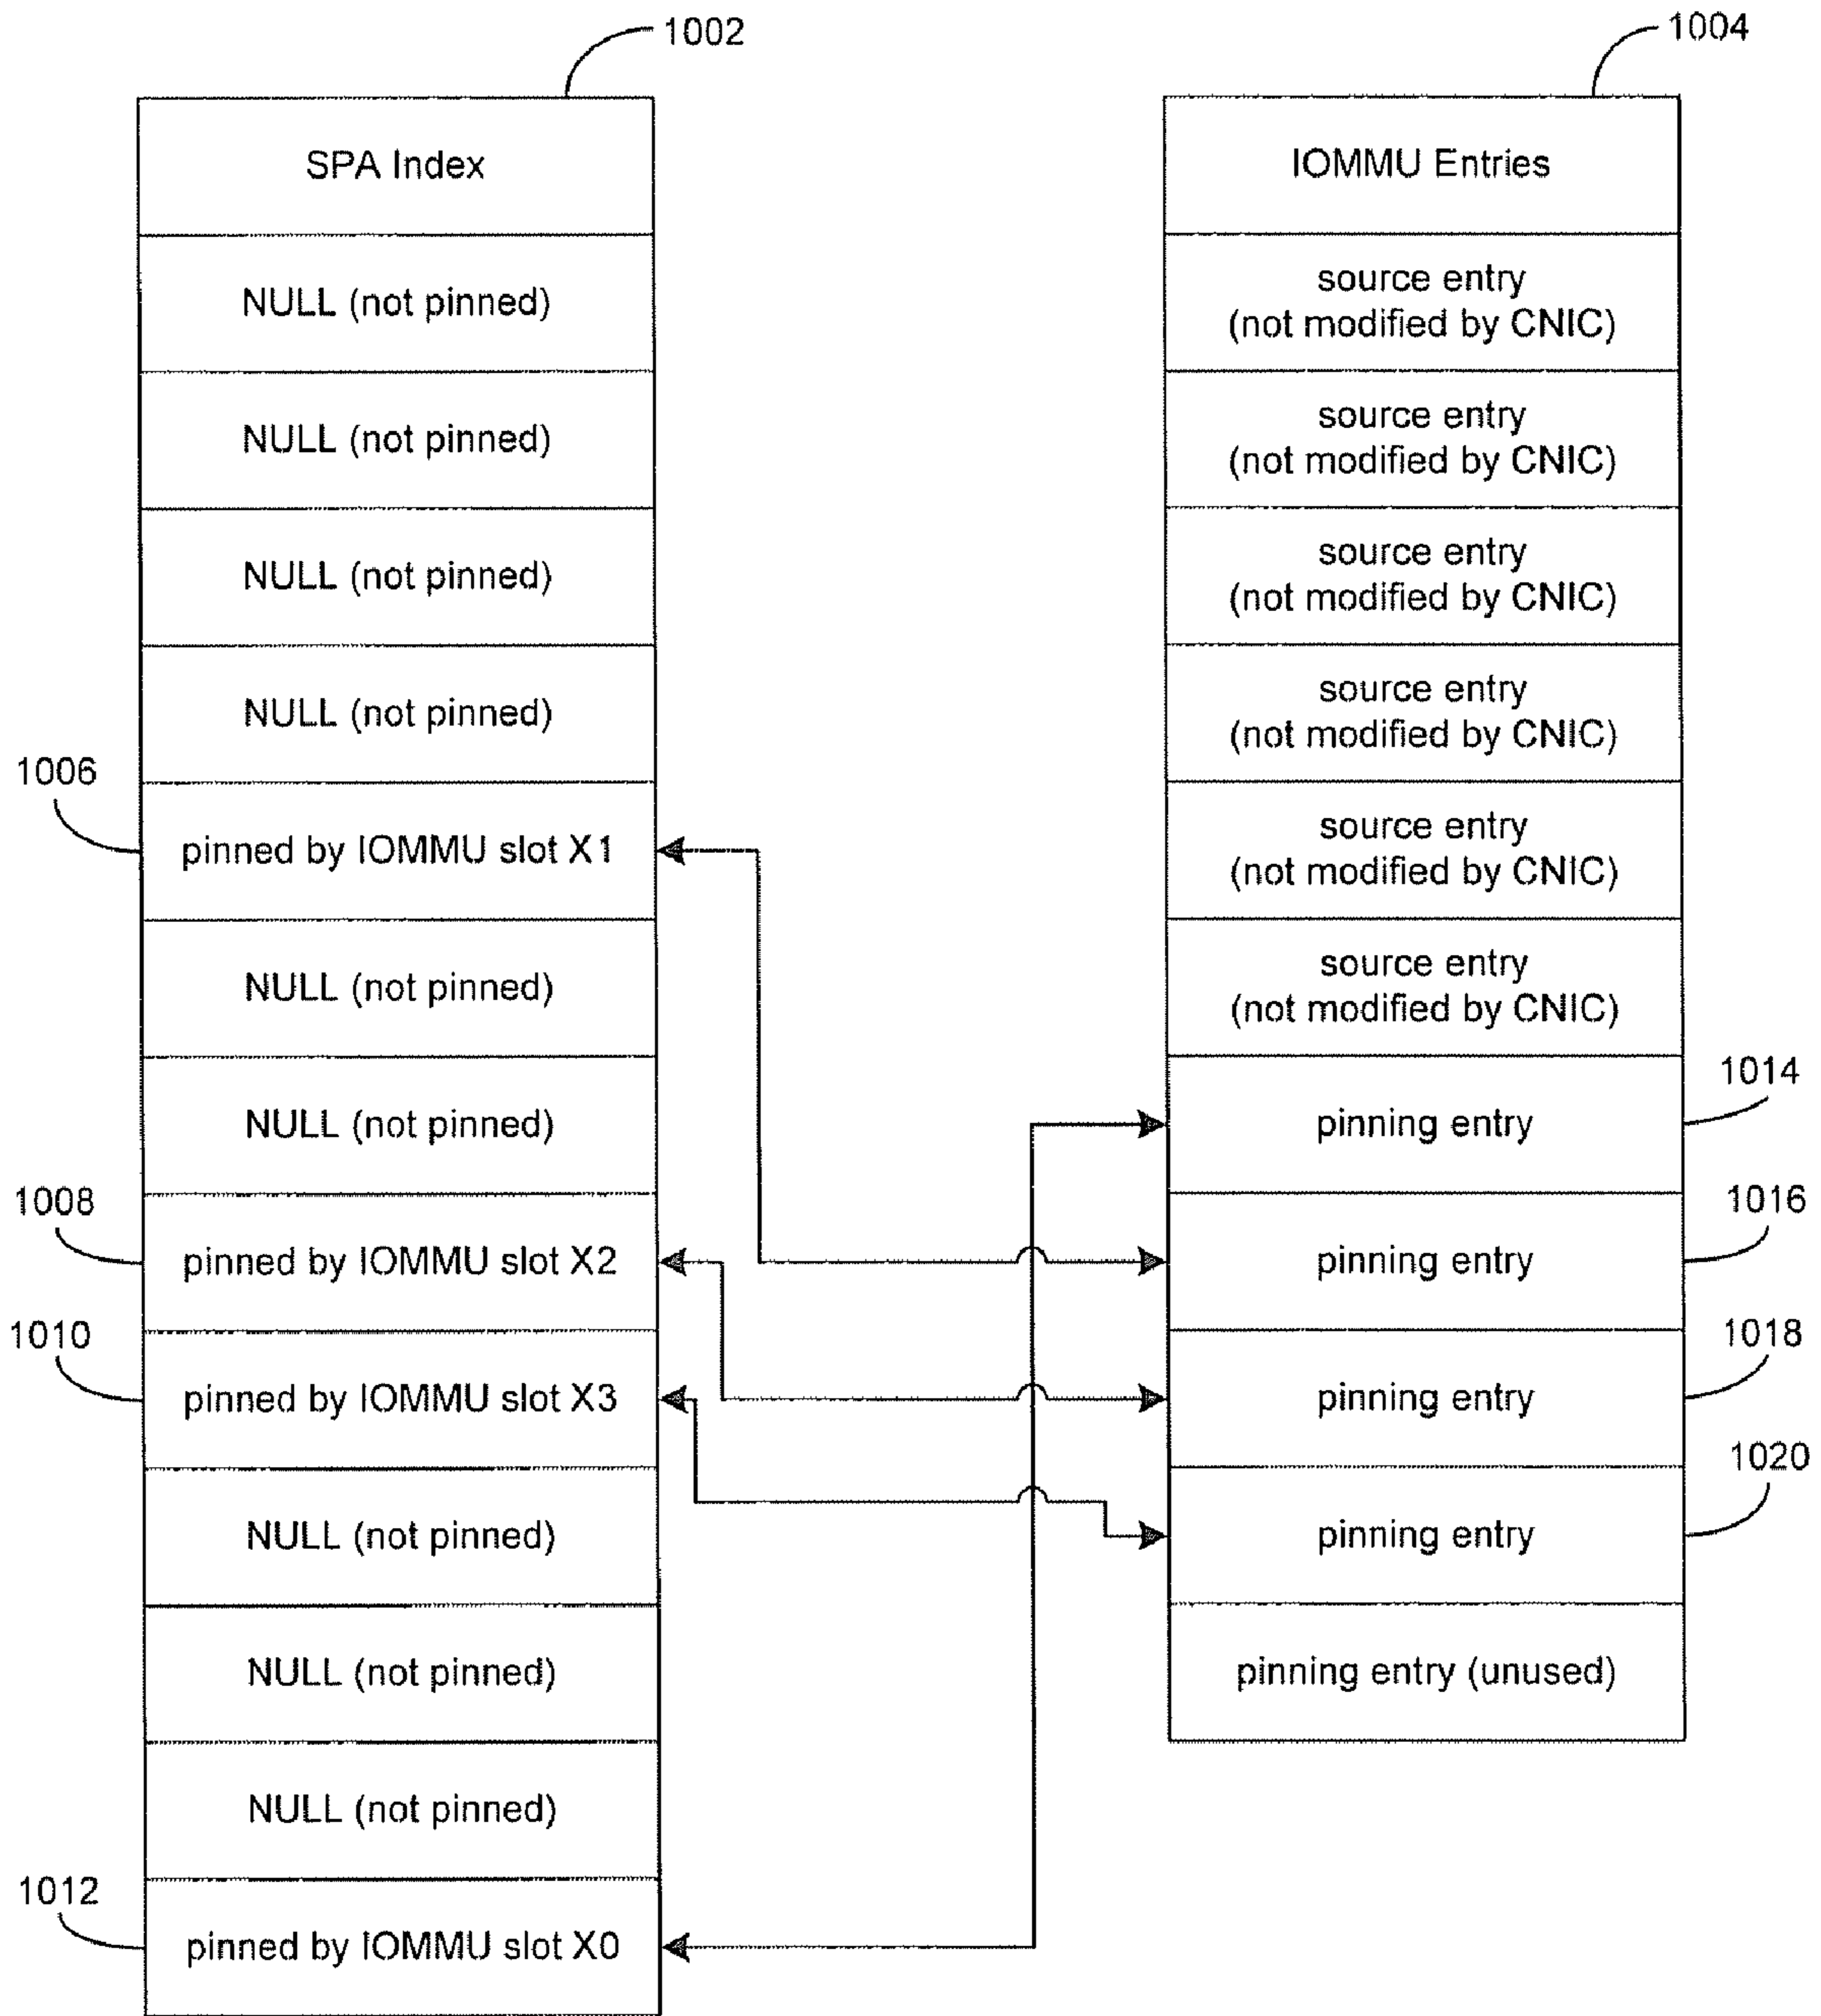 1002
1004
SPA Index
NULL (not pinned)
NULL (not pinned)
NULL (not pinned)
NULL (not pinned)
1006
pinned by IOMMU slot X1
NULL (not pinned)
NULL (not pinned)
1008
pinned by IOMMU slot X2
1010
pinned by IOMMU slot X3
NULL (not pinned)
NULL (not pinned)
NULL (not pinned)
1012
pinned by IOMMU slot X0
IOMMU Entries
source entry
(not modified by CNIC)
source entry
(not modified by CNIC)
source entry
(not modified by CNIC)
source entry
(not modified by CNIC)
source entry
(not modified by CNIC)
source entry
(not modified by CNIC)
pinning entry
1014
pinning entry
1016
pinning entry
1018
pinning entry
1020
pinning entry (unused)